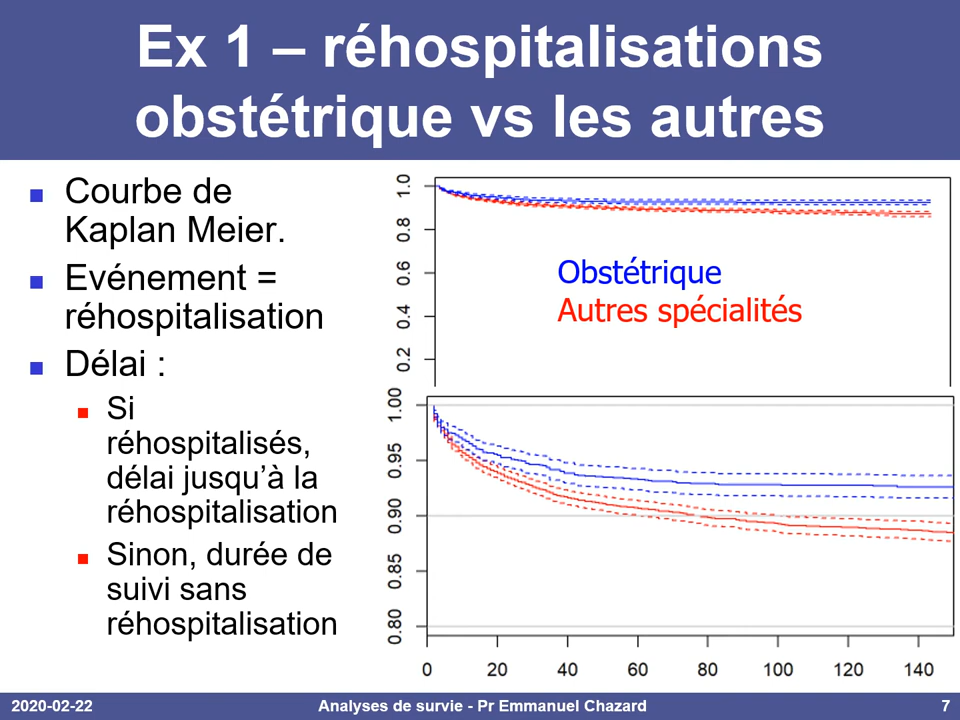 Ex 1 – réhospitalisations
obstétrique vs les autres
Courbe de
Kaplan Meier.
Evénement =
réhospitalisation
Délai :
Si
réhospitalisés,
délai jusqu’à la
réhospitalisation
Sinon, durée de
suivi sans
réhospitalisation
1.0
0.8
0.6
0.4
0.2
Obstétrique
Autres spécialités
1.00
0.95
0.90
0.85
0.80
0 20 40 60 80 100 120 140
2020-02-22 Analyses de survie - Pr Emmanuel Chazard 7